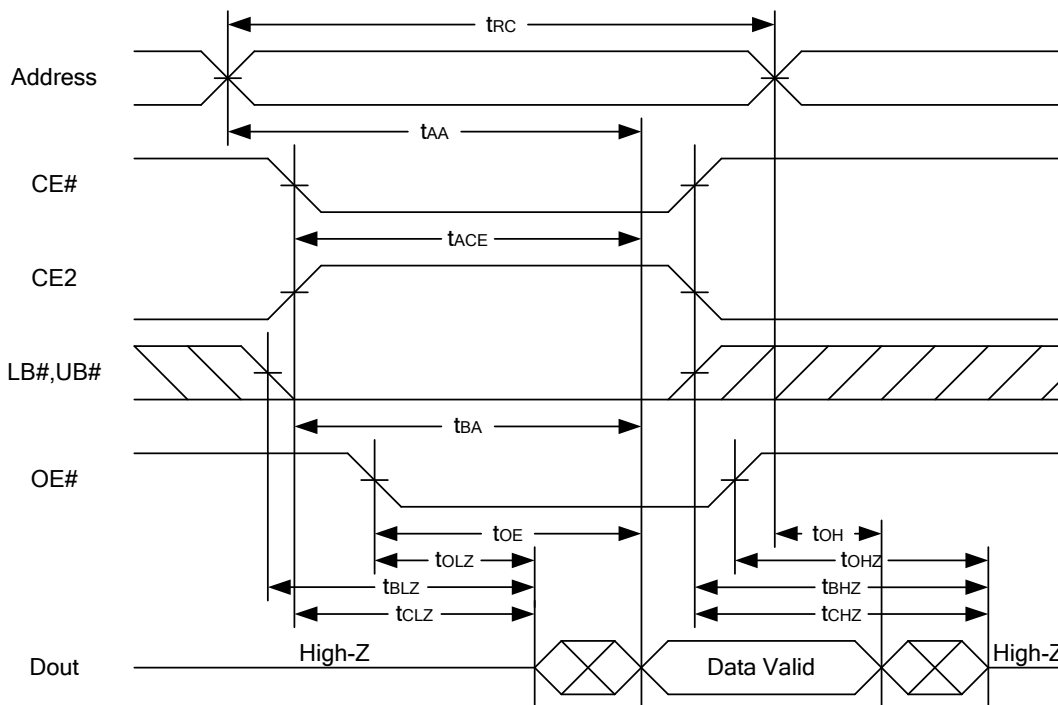 tRC
Address
tAA
CE#
tACE
CE2
LB#,UB#
tBA
OE#
tOE
tOH
tOLZ
tOHZ
tBLZ
tBHZ
tCLZ
tCHZ
Dout
High-Z
Data Valid
High-Z